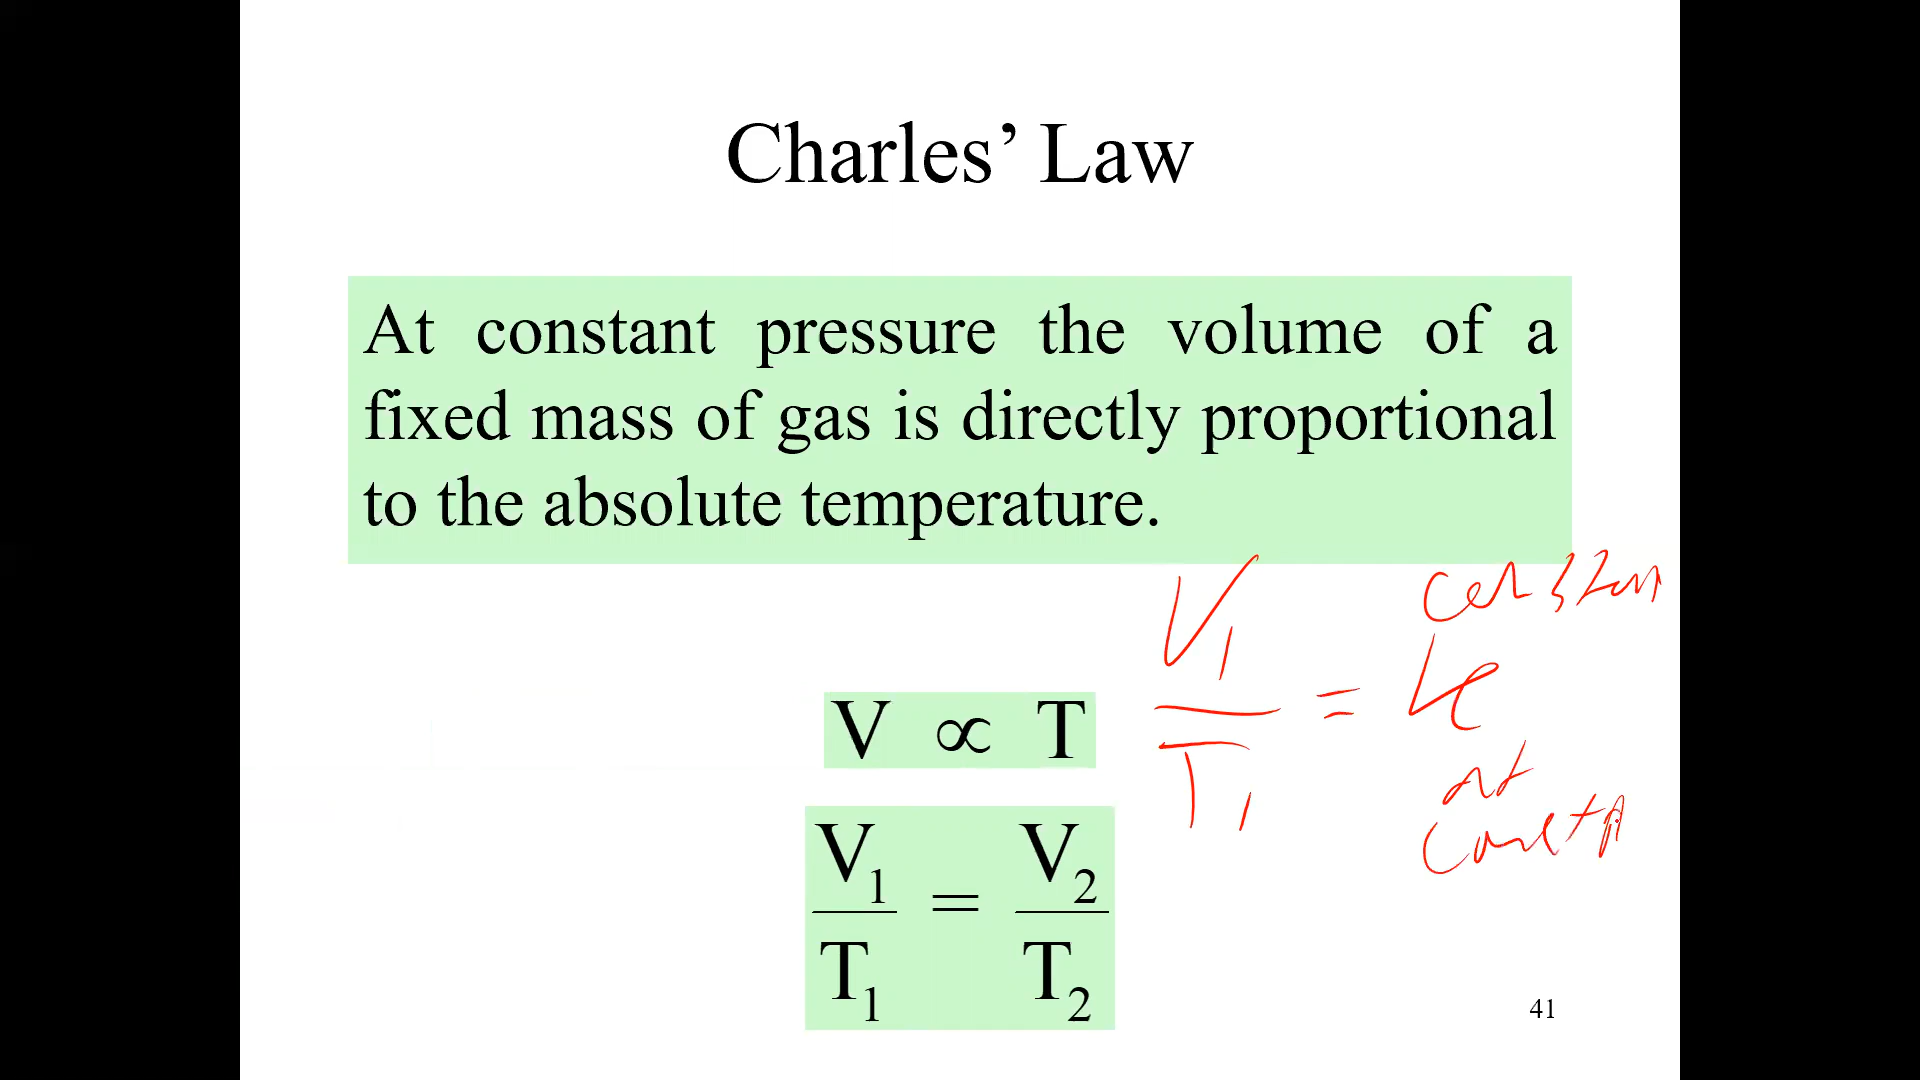 Charles’ Law
At constant pressure the volume of a
fixed mass of gas is directly proportional
to the absolute temperature.
V ∝ T
V₁/T₁ = V₂/T₂
V₁/T₁ = k
at
const P
41